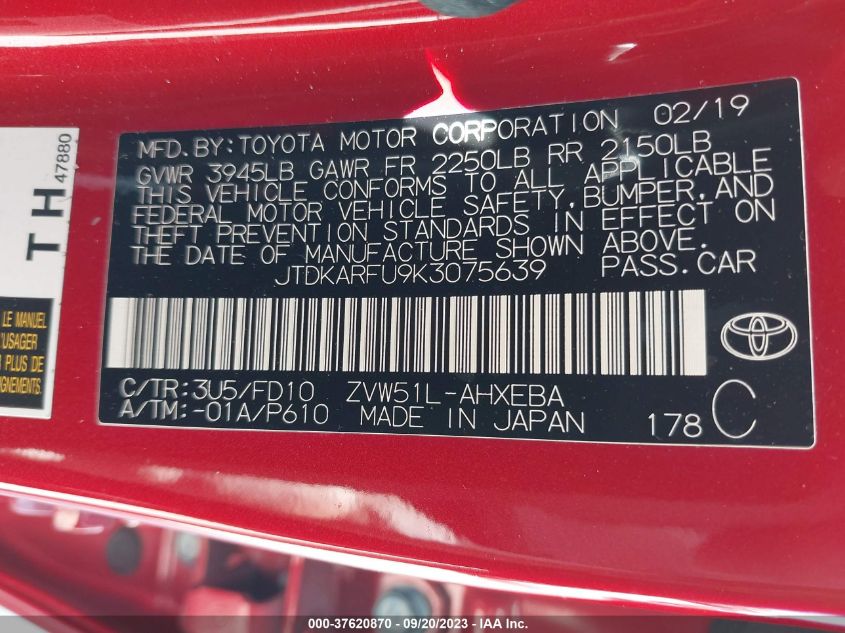 MFD. BY: TOYOTA MOTOR CORPORATION 02/19
GVWR 3945LB GAWR FR 2250LB RR 2150LB
THIS VEHICLE CONFORMS TO ALL APPLICABLE
FEDERAL MOTOR VEHICLE SAFETY, BUMPER, AND
THEFT PREVENTION STANDARDS IN EFFECT ON
THE DATE OF MANUFACTURE SHOWN ABOVE.
JTDKARFU9K3075639 PASS. CAR
C/TR: 3U5/FD10 ZVW51L-AHXEBA
A/TM: -01A/P610 MADE IN JAPAN 178 C
TH
47880
LE MANUEL
L'USAGER
PLUS DE
000-37620870 - 09/20/2023 - IAA Inc.